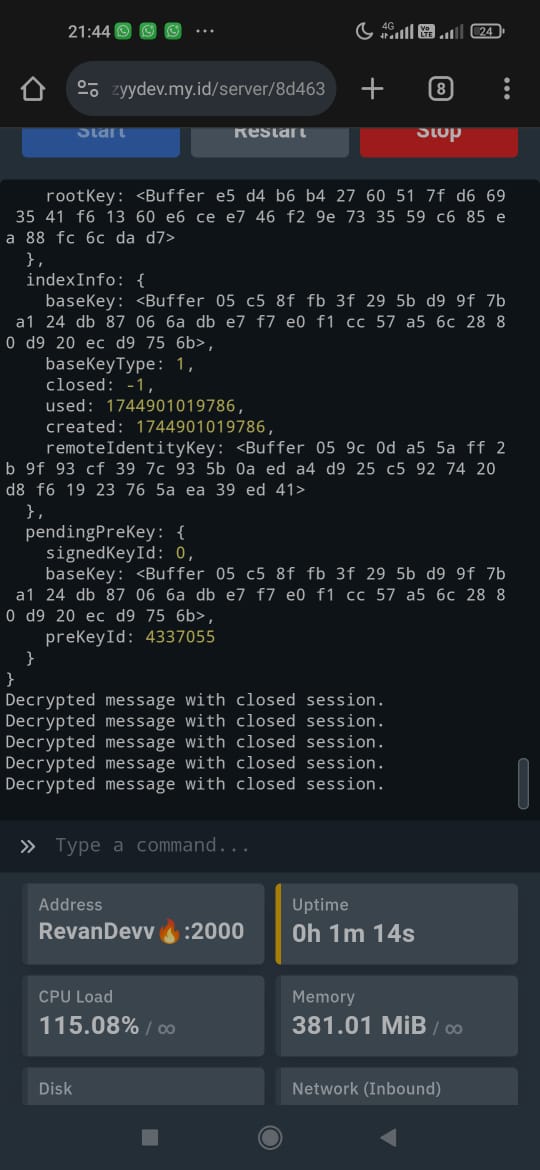 21:44 ... 4G Vo LTE 24
zyydev.my.id/server/8d463 8
Start Restart Stop
rootKey: <Buffer e5 d4 b6 b4 27 60 51 7f d6 69
35 41 f6 13 60 e6 ce e7 46 f2 9e 73 35 59 c6 85 e
a 88 fc 6c da d7>
},
indexInfo: {
baseKey: <Buffer 05 c5 8f fb 3f 29 5b d9 9f 7b
a1 24 db 87 06 6a db e7 f7 e0 f1 cc 57 a5 6c 28 8
0 d9 20 ec d9 75 6b>,
baseKeyType: 1,
closed: -1,
used: 1744901019786,
created: 1744901019786,
remoteIdentityKey: <Buffer 05 9c 0d a5 5a ff 2
b 9f 93 cf 39 7c 93 5b 0a ed a4 d9 25 c5 92 74 20
d8 f6 19 23 76 5a ea 39 ed 41>
},
pendingPreKey: {
signedKeyId: 0,
baseKey: <Buffer 05 c5 8f fb 3f 29 5b d9 9f 7b
a1 24 db 87 06 6a db e7 f7 e0 f1 cc 57 a5 6c 28 8
0 d9 20 ec d9 75 6b>,
preKeyId: 4337055
}
}
Decrypted message with closed session.
Decrypted message with closed session.
Decrypted message with closed session.
Decrypted message with closed session.
Decrypted message with closed session.
» Type a command...
Address
RevanDevv🔥:2000
Uptime
0h 1m 14s
CPU Load
115.08% / ∞
Memory
381.01 MiB / ∞
Disk
Network (Inbound)